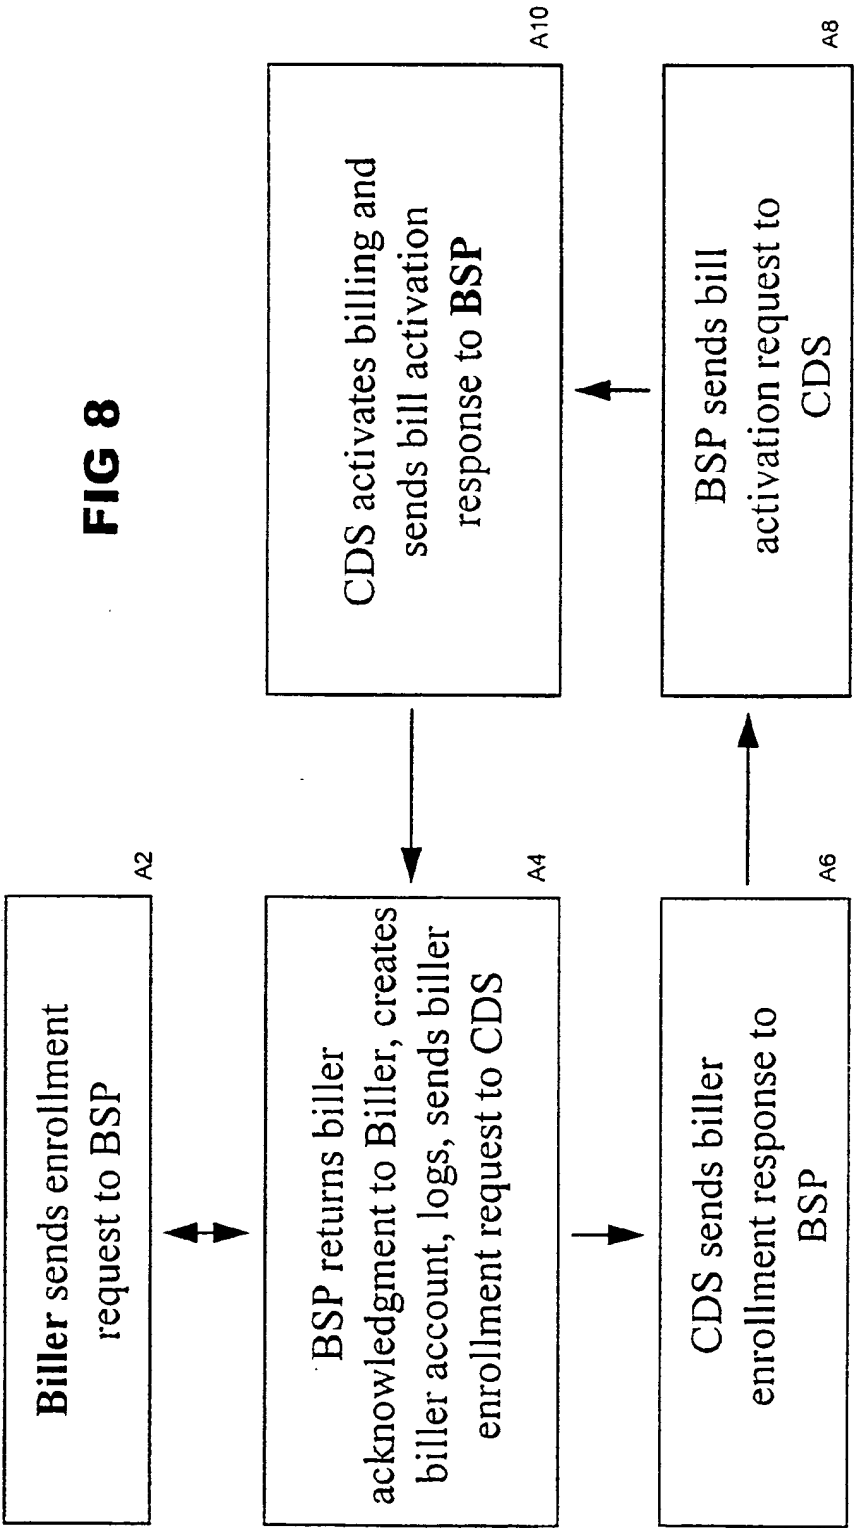 FIG 8
Biller sends enrollment
request to BSP
A2
BSP returns biller
acknowledgment to Biller, creates
biller account, logs, sends biller
enrollment request to CDS
A4
CDS sends biller
enrollment response to
BSP
A6
BSP sends bill
activation request to
CDS
A8
CDS activates billing and
sends bill activation
response to BSP
A10